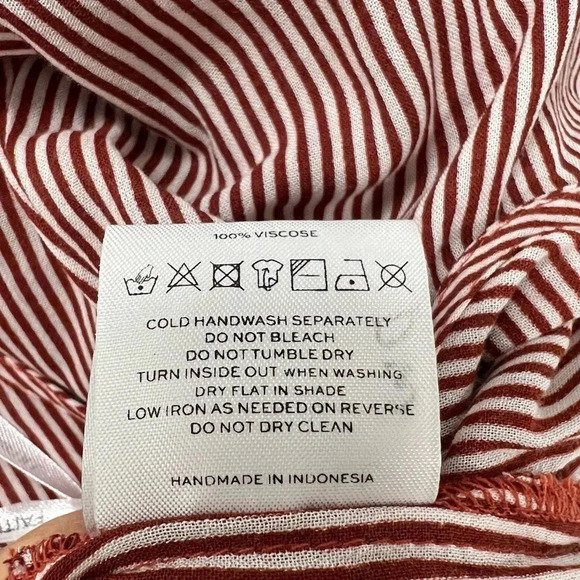 100% VISCOSE
COLD HANDWASH SEPARATELY
DO NOT BLEACH
DO NOT TUMBLE DRY
TURN INSIDE OUT WHEN WASHING
DRY FLAT IN SHADE
LOW IRON AS NEEDED ON REVERSE
DO NOT DRY CLEAN
HANDMADE IN INDONESIA